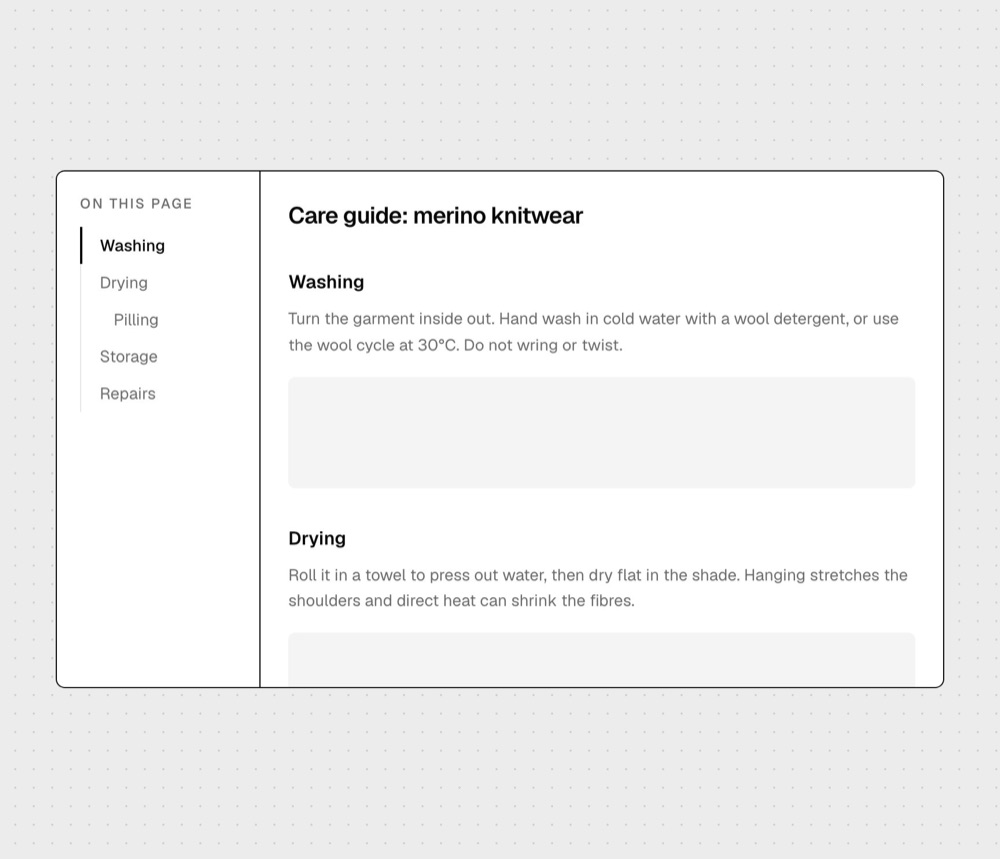 ON THIS PAGE
Washing
Drying
Pilling
Storage
Repairs
Care guide: merino knitwear
Washing
Turn the garment inside out. Hand wash in cold water with a wool detergent, or use
the wool cycle at 30°C. Do not wring or twist.
Drying
Roll it in a towel to press out water, then dry flat in the shade. Hanging stretches the
shoulders and direct heat can shrink the fibres.